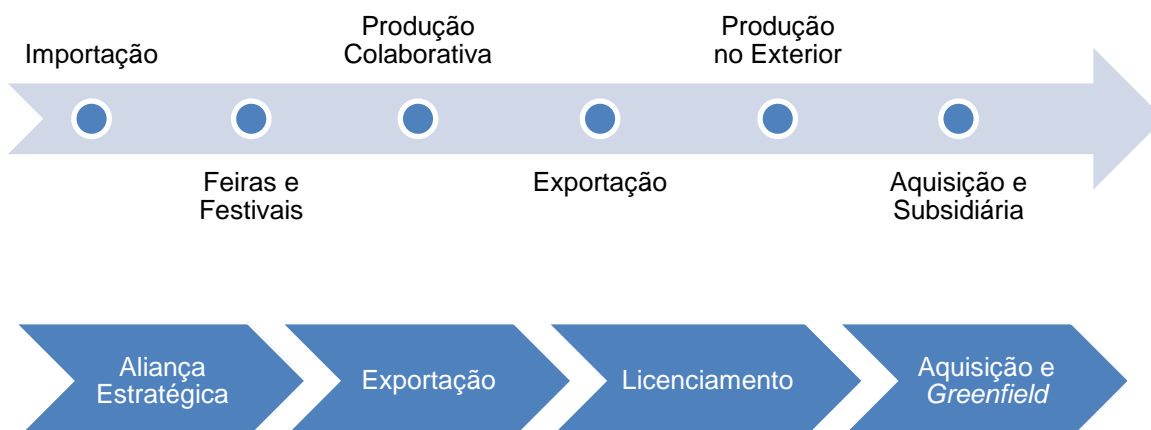 Importação
Produção
Colaborativa
Produção
no Exterior
Feiras e
Festivais
Exportação
Aquisição e
Subsidiária
Aliança
Estratégica
Exportação
Licenciamento
Aquisição e
Greenfield